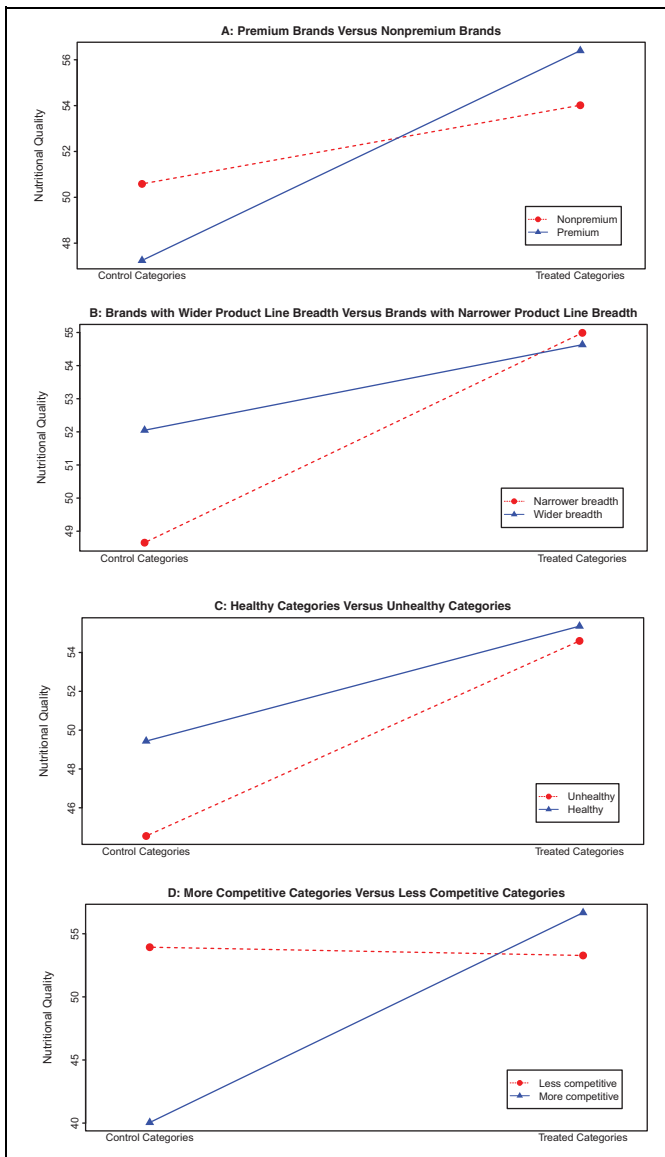 A: Premium Brands Versus Nonpremium Brands
Nutritional Quality
56
54
52
50
48
Nonpremium
Premium
Control Categories
Treated Categories
B: Brands with Wider Product Line Breadth Versus Brands with Narrower Product Line Breadth
Nutritional Quality
55
54
53
52
51
50
49
Narrower breadth
Wider breadth
Control Categories
Treated Categories
C: Healthy Categories Versus Unhealthy Categories
Nutritional Quality
54
52
50
48
46
Unhealthy
Healthy
Control Categories
Treated Categories
D: More Competitive Categories Versus Less Competitive Categories
Nutritional Quality
55
50
45
40
Less competitive
More competitive
Control Categories
Treated Categories